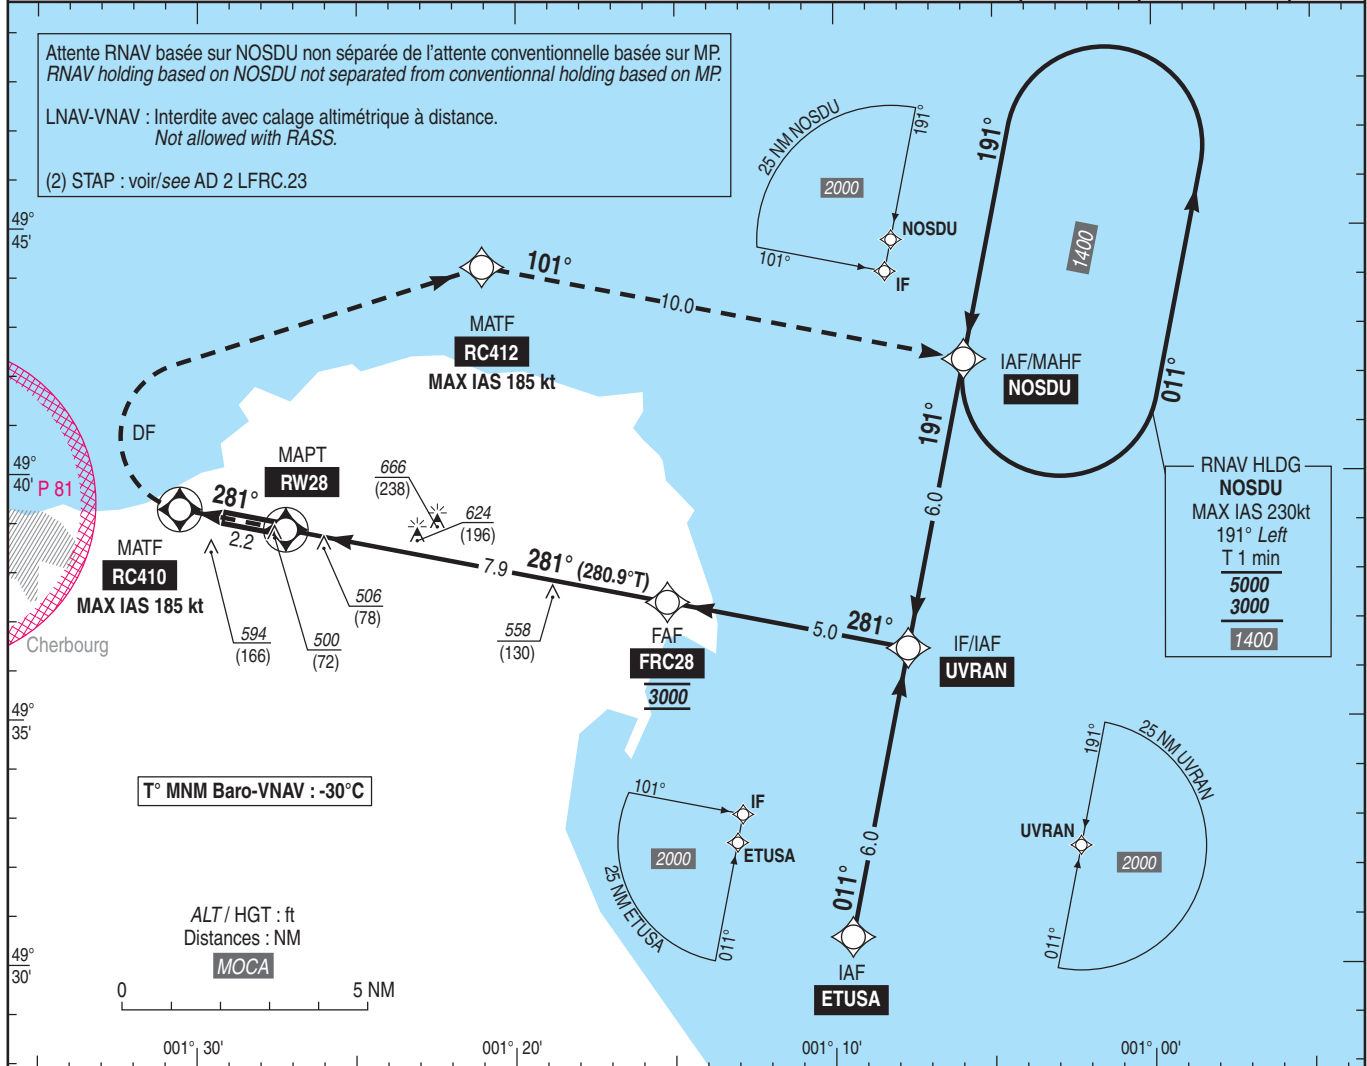 Attente RNAV basée sur NOSDU non séparée de l'attente conventionnelle basée sur MP.
RNAV holding based on NOSDU not separated from conventionnal holding based on MP.
LNAV-VNAV : Interdite avec calage altimétrique à distance.
Not allowed with RASS.
(2) STAP : voir/see AD 2 LFRC.23
25 NM NOSDU
191°
2000
NOSDU
101°
IF
191°
1400
011°
49°
45'
101°
10.0
MATF
RC412
MAX IAS 185 kt
IAF/MAHF
NOSDU
DF
191°
6.0
RNAV HLDG
NOSDU
MAX IAS 230kt
191° Left
T 1 min
5000
3000
1400
49°
40'
P 81
MAPT
RW28
281°
2.2
666
(238)
624
(196)
MATF
RC410
MAX IAS 185 kt
Cherbourg
594
(166)
500
(72)
506
(78)
7.9
281° (280.9°T)
558
(130)
FAF
FRC28
3000
5.0
281°
IF/IAF
UVRAN
49°
35'
T° MNM Baro-VNAV : -30°C
101°
IF
2000
ETUSA
25 NM ETUSA
011°
6.0
011°
IAF
ETUSA
191°
25 NM UVRAN
UVRAN
2000
011°
ALT / HGT : ft
Distances : NM
MOCA
0
5 NM
49°
30'
001° 30'
001° 20'
001° 10'
001° 00'